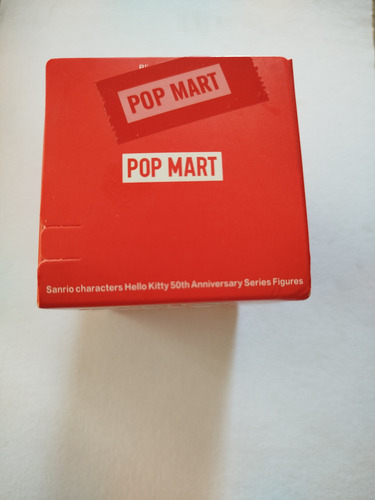 POP MART
POP MART
Sanrio characters Hello Kitty 50th Anniversary Series Figures